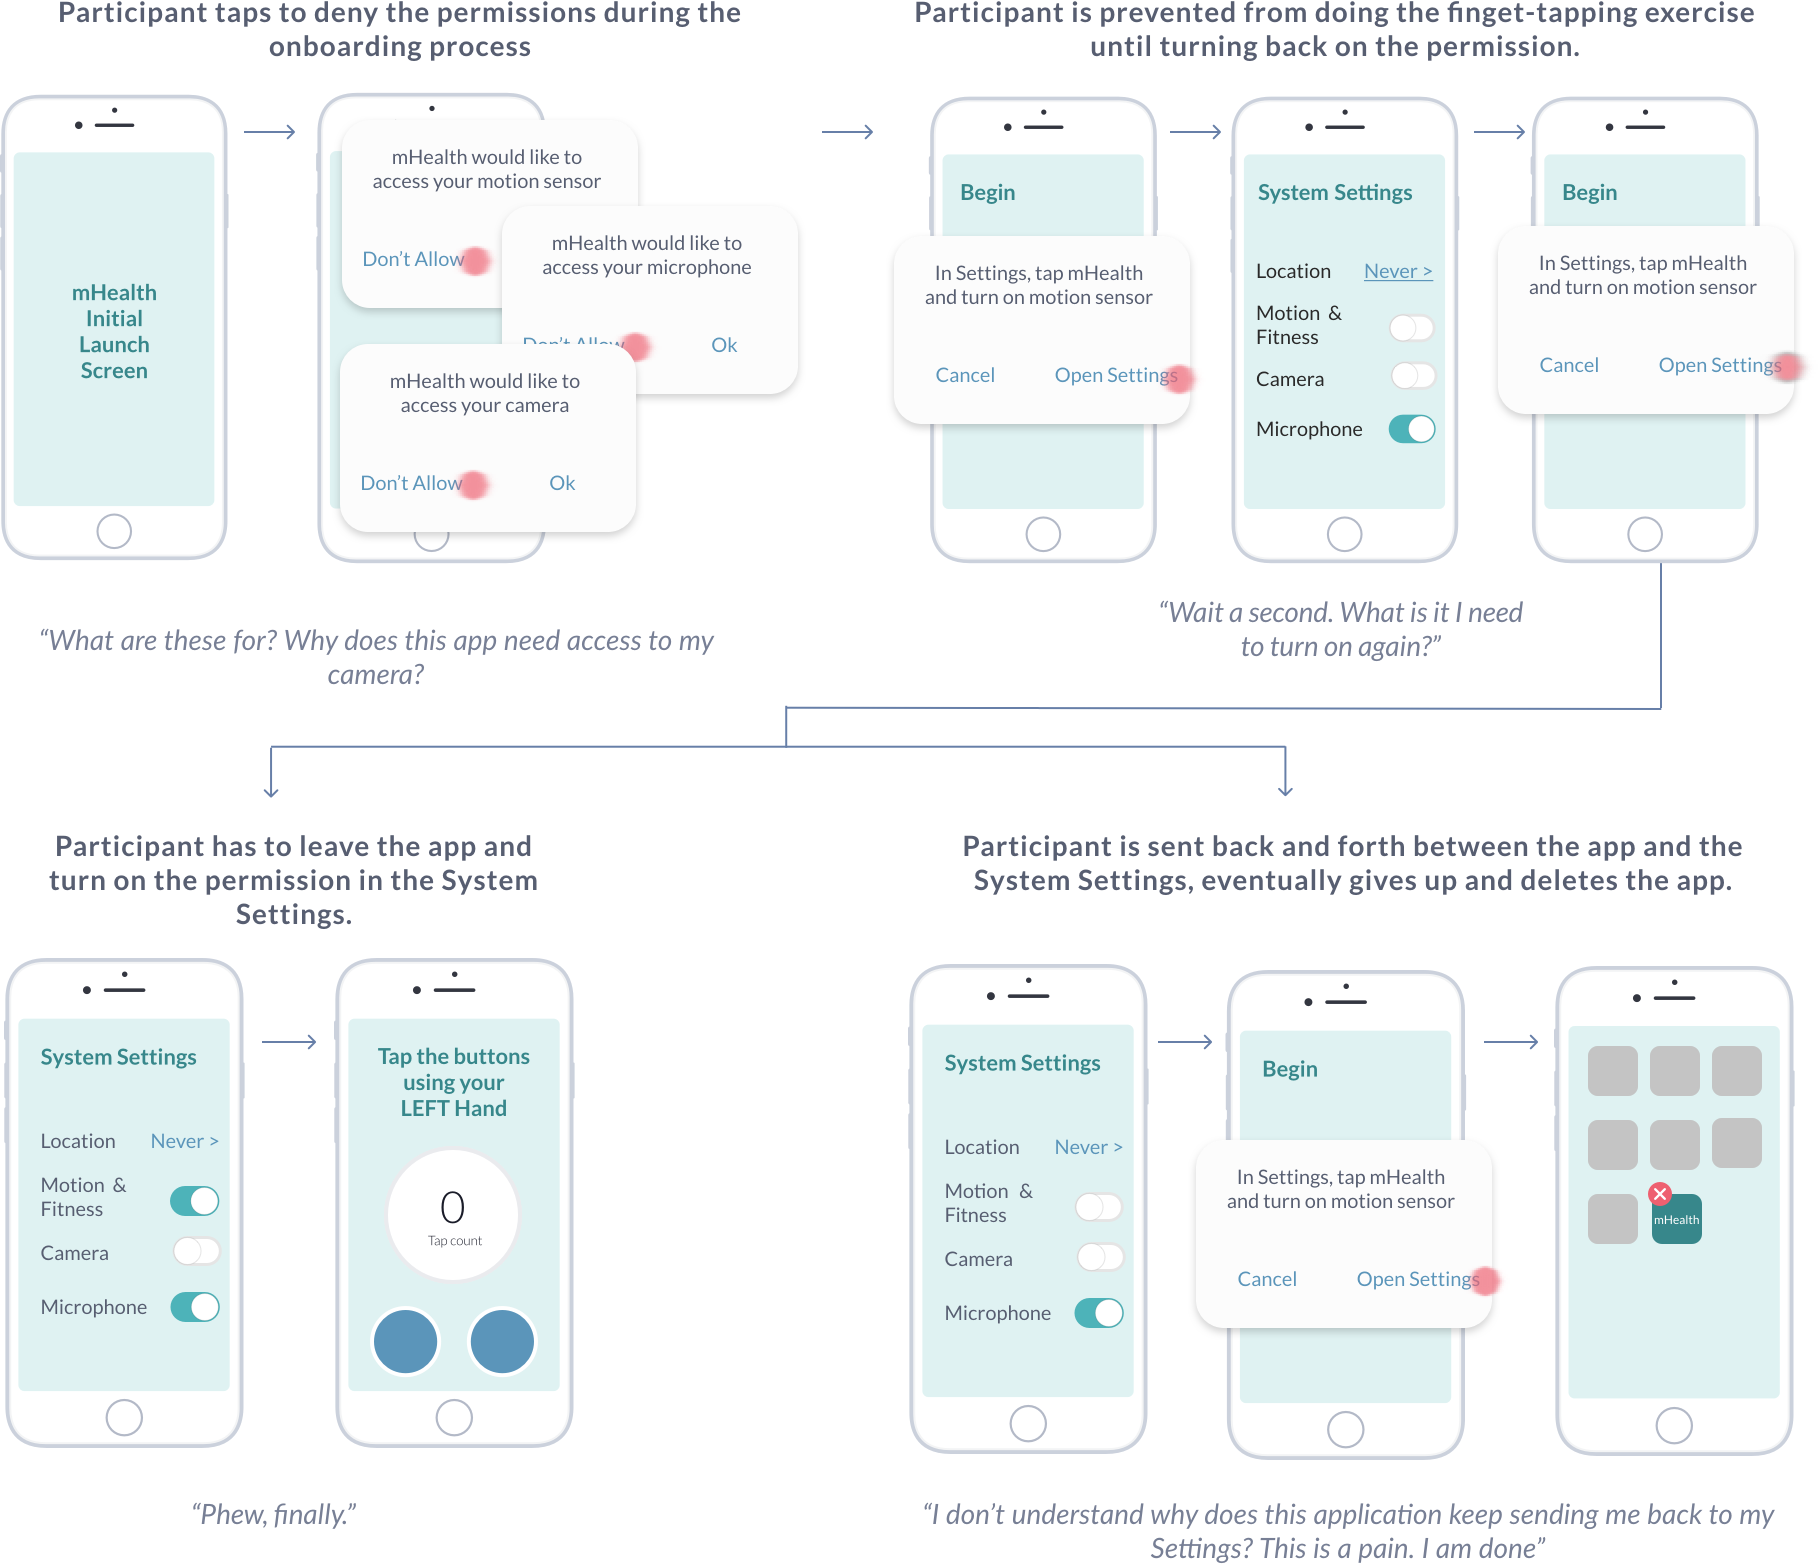 Participant taps to deny the permissions during the
onboarding process
mHealth
Initial
Launch
Screen
mHealth would like to
access your motion sensor
Don't Allow
mHealth would like to
access your microphone
Don't Allow
Ok
mHealth would like to
access your camera
Don't Allow
Ok
“What are these for? Why does this app need access to my
camera?
Participant is prevented from doing the finget-tapping exercise
until turning back on the permission.
Begin
In Settings, tap mHealth
and turn on motion sensor
Cancel
Open Settings
System Settings
Location
Never >
Motion &
Fitness
Camera
Microphone
Begin
In Settings, tap mHealth
and turn on motion sensor
Cancel
Open Settings
“Wait a second. What is it I need
to turn on again?”
Participant has to leave the app and
turn on the permission in the System
Settings.
System Settings
Location
Never >
Motion &
Fitness
Camera
Microphone
Tap the buttons
using your
LEFT Hand
0
Tap count
“Phew, finally.”
Participant is sent back and forth between the app and the
System Settings, eventually gives up and deletes the app.
System Settings
Location
Never >
Motion &
Fitness
Camera
Microphone
Begin
In Settings, tap mHealth
and turn on motion sensor
Cancel
Open Settings
mHealth
“I don't understand why does this application keep sending me back to my
Settings? This is a pain. I am done”